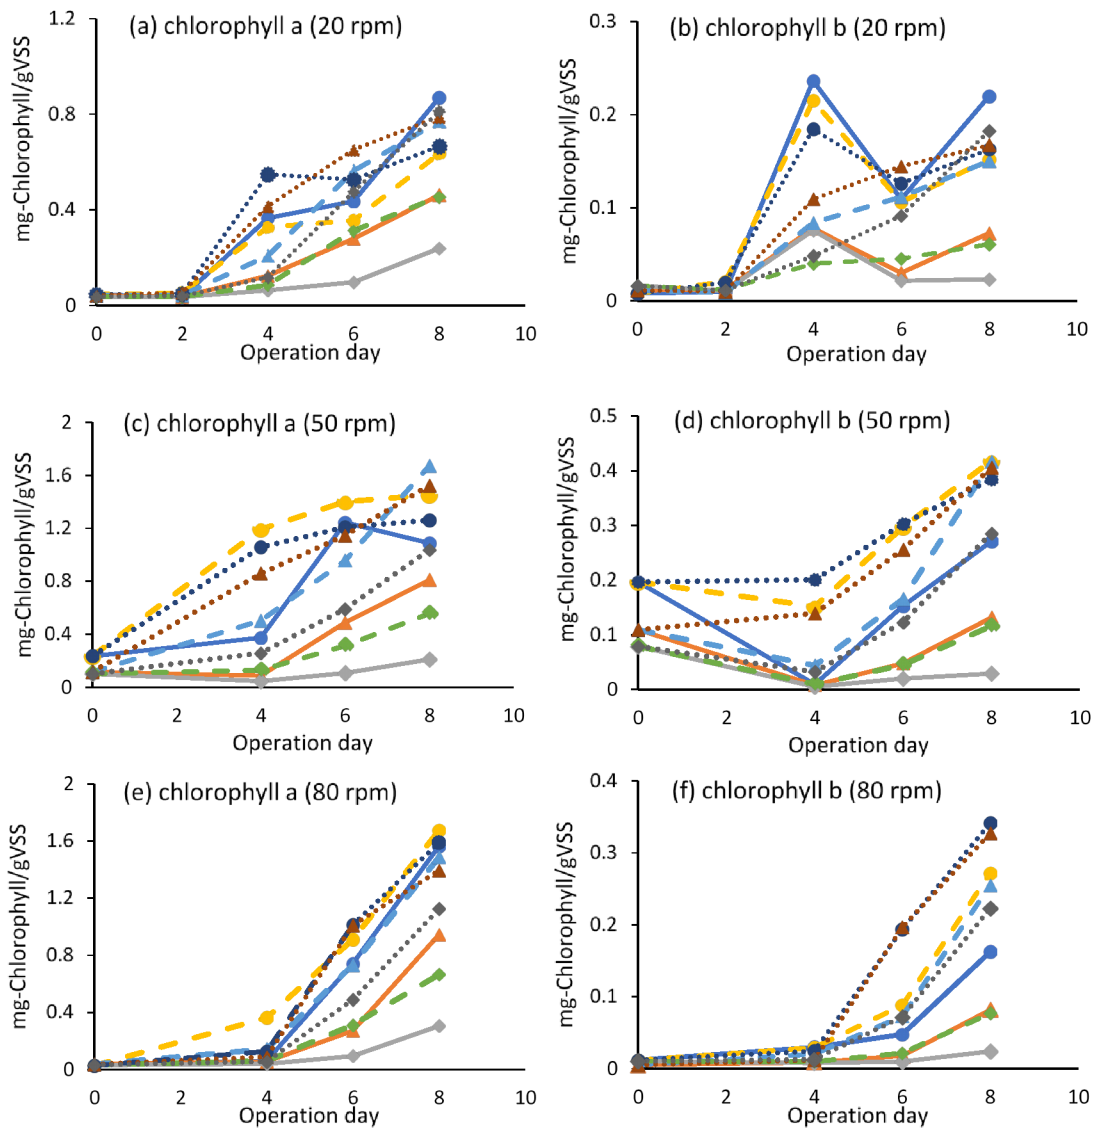 (a) chlorophyll a (20 rpm)
mg-Chlorophyll/gVSS
1.2
0.8
0.4
0
0 2 4 6 8 10
Operation day
(b) chlorophyll b (20 rpm)
mg-Chlorophyll/gVSS
0.3
0.2
0.1
0
0 2 4 6 8 10
Operation day
(c) chlorophyll a (50 rpm)
mg-Chlorophyll/gVSS
2
1.6
1.2
0.8
0.4
0
0 2 4 6 8 10
Operation day
(d) chlorophyll b (50 rpm)
mg-Chlorophyll/gVSS
0.5
0.4
0.3
0.2
0.1
0
0 2 4 6 8 10
Operation day
(e) chlorophyll a (80 rpm)
mg-Chlorophyll/gVSS
2
1.6
1.2
0.8
0.4
0
0 2 4 6 8 10
Operation day
(f) chlorophyll b (80 rpm)
mg-Chlorophyll/gVSS
0.4
0.3
0.2
0.1
0
0 2 4 6 8 10
Operation day